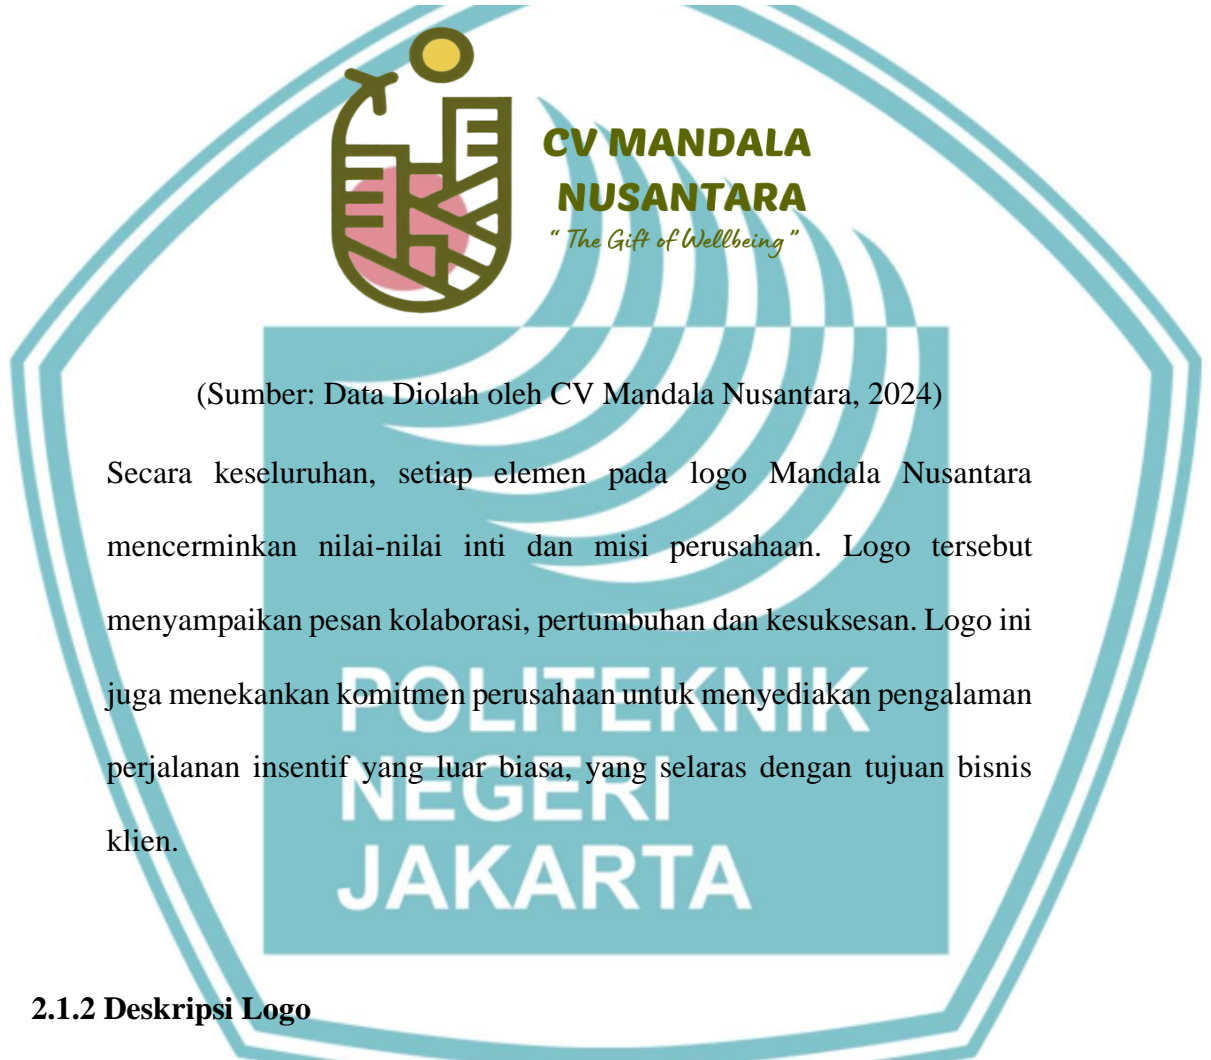 CV MANDALA
NUSANTARA
“ The Gift of Wellbeing ”
(Sumber: Data Diolah oleh CV Mandala Nusantara, 2024)
Secara keseluruhan, setiap elemen pada logo Mandala Nusantara
mencerminkan nilai-nilai inti dan misi perusahaan. Logo tersebut
menyampaikan pesan kolaborasi, pertumbuhan dan kesuksesan. Logo ini
juga menekankan komitmen perusahaan untuk menyediakan pengalaman
perjalanan insentif yang luar biasa, yang selaras dengan tujuan bisnis
klien.
POLITEKNIK
NEGERI
JAKARTA
2.1.2 Deskripsi Logo